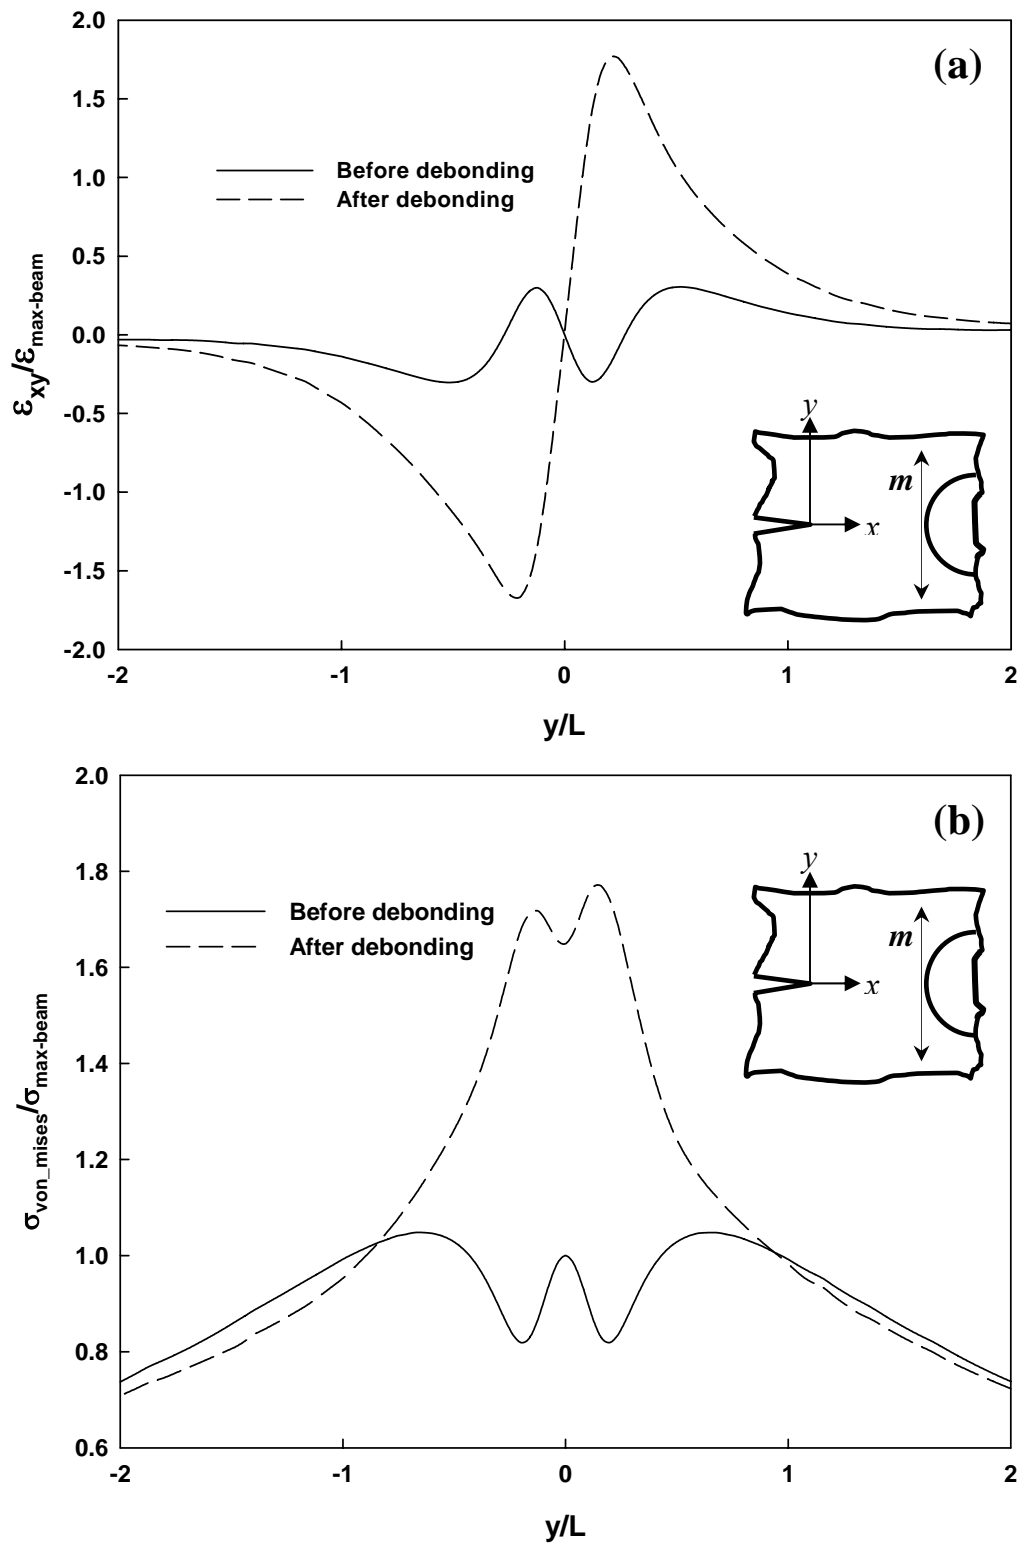 (a)
2.0
1.5
1.0
0.5
0.0
-0.5
-1.0
-1.5
-2.0
Before debonding
After debonding
εxy/εmax-beam
y
m
x
-2 -1 0 1 2
y/L
(b)
2.0
1.8
1.6
1.4
1.2
1.0
0.8
0.6
Before debonding
After debonding
σvon_mises/σmax-beam
y
m
x
-2 -1 0 1 2
y/L